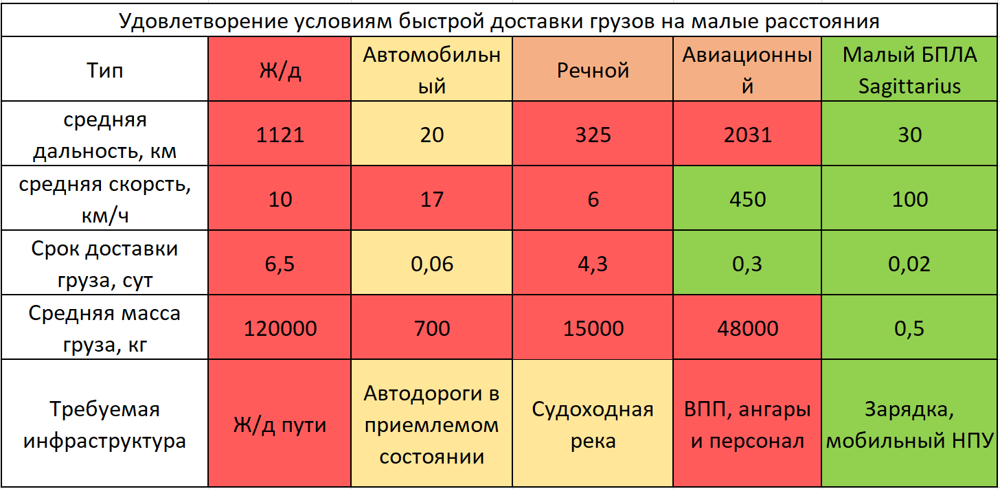 Удовлетворение условиям быстрой доставки грузов на малые расстояния
Тип
Ж/д
Автомобильн
ый
Речной
Авиационны
й
Малый БПЛА
Sagittarius
средняя
дальность, км
1121
20
325
2031
30
средняя скорсть,
км/ч
10
17
6
450
100
Срок доставки
груза, сут
6,5
0,06
4,3
0,3
0,02
Средняя масса
груза, кг
120000
700
15000
48000
0,5
Требуемая
инфраструктура
Ж/д пути
Автодороги в
приемлемом
состоянии
Судоходная
река
ВПП, ангары
и персонал
Зарядка,
мобильный НПУ